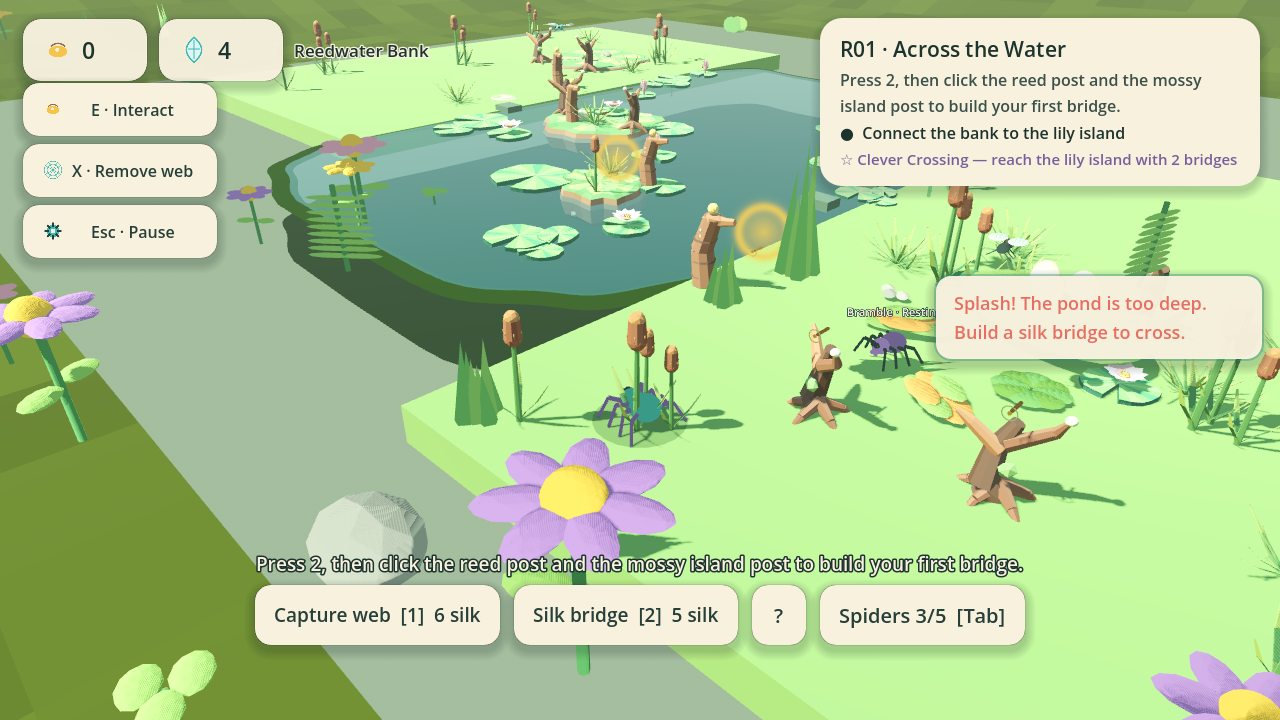 0
4
Reedwater Bank
E · Interact
X · Remove web
Esc · Pause
R01 · Across the Water
Press 2, then click the reed post and the mossy
island post to build your first bridge.
● Connect the bank to the lily island
☆ Clever Crossing — reach the lily island with 2 bridges
Splash! The pond is too deep.
Build a silk bridge to cross.
Bramble · Restin
Press 2, then click the reed post and the mossy island post to build your first bridge.
Capture web [1] 6 silk
Silk bridge [2] 5 silk
?
Spiders 3/5 [Tab]